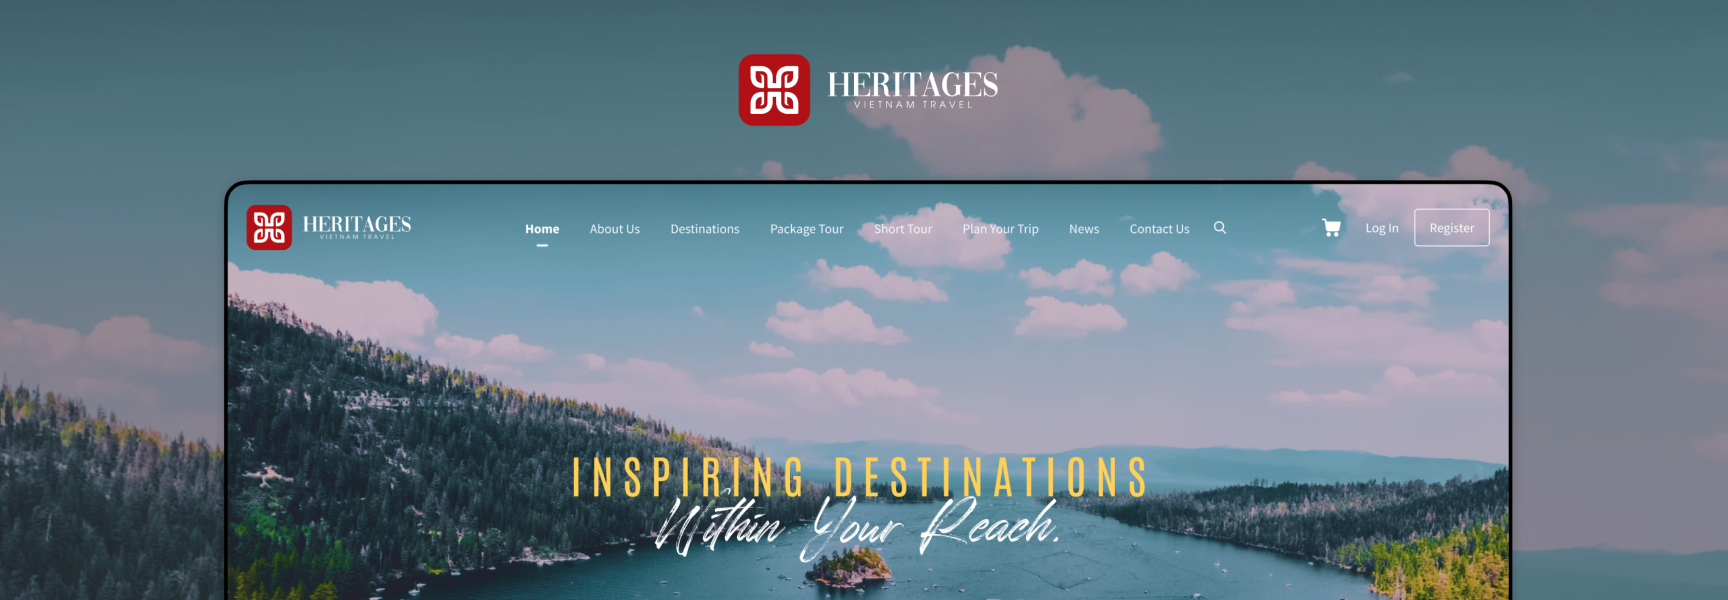 HERITAGES
VIETNAM TRAVEL
HERITAGES
VIETNAM TRAVEL
Home About Us Destinations Package Tour Short Tour Plan Your Trip News Contact Us Log In Register
INSPIRING DESTINATIONS
Within Your Reach.